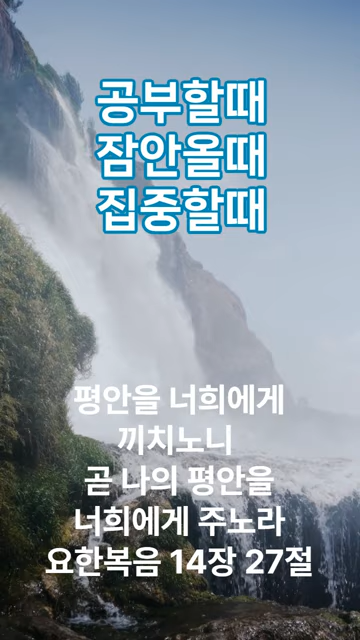 공부할때
잠안올때
집중할때
평안을 너희에게
끼치노니
곧 나의 평안을
너희에게 주노라
요한복음 14장 27절